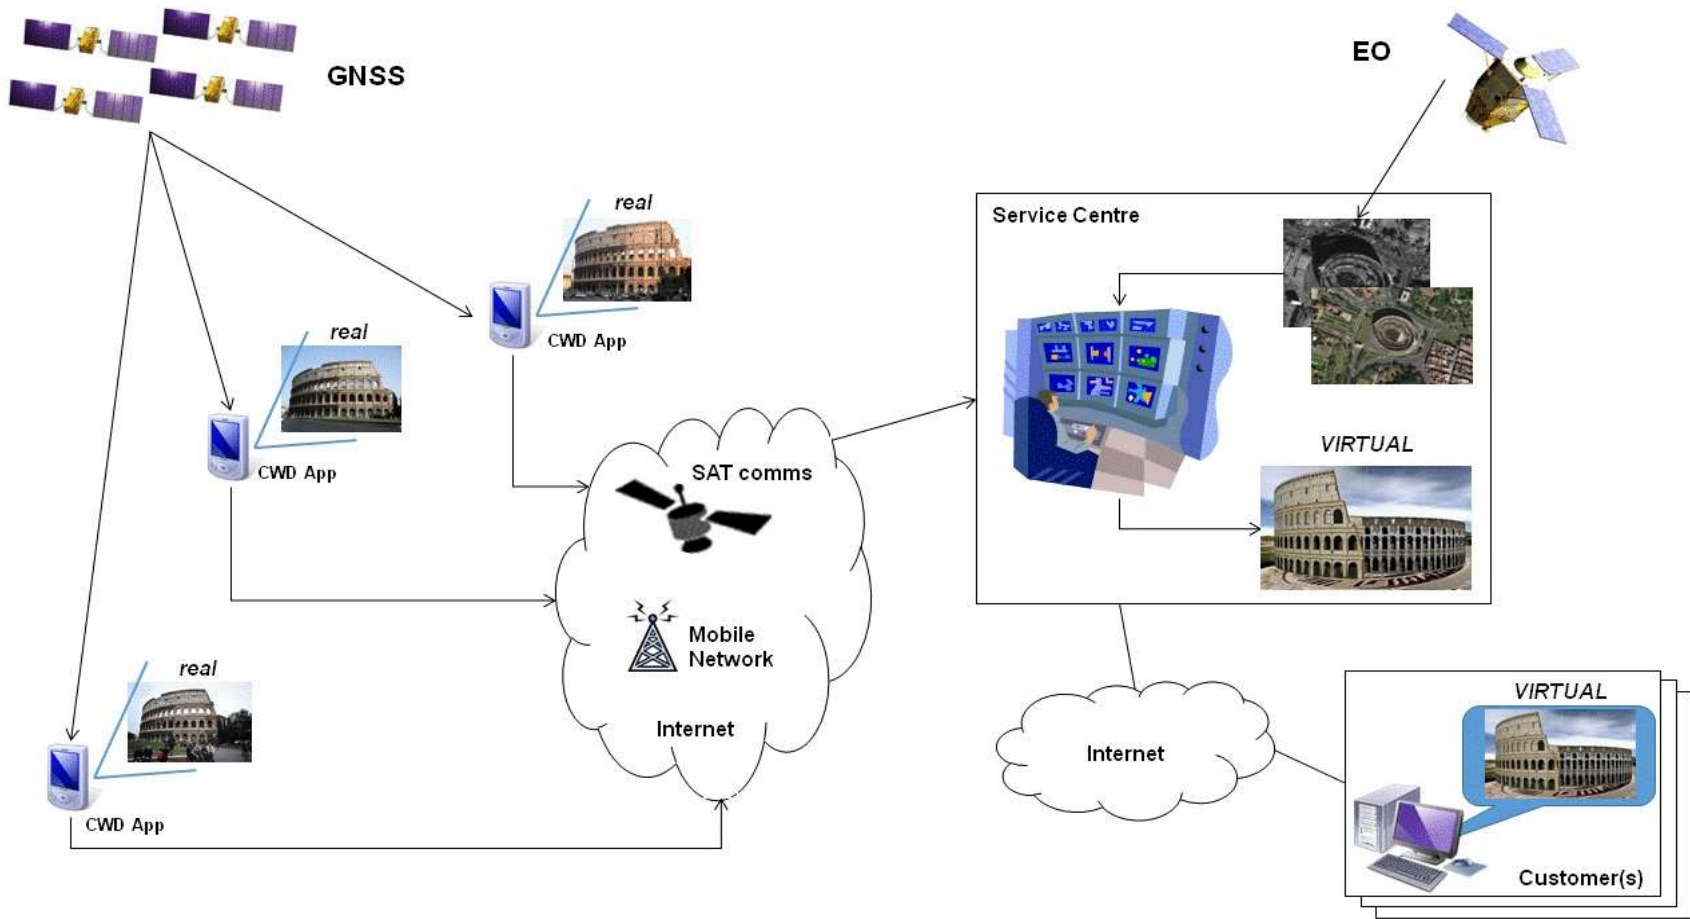 GNSS
EO
real
CWD App
real
CWD App
real
CWD App
SAT comms
Mobile
Network
Internet
Service Centre
VIRTUAL
Internet
VIRTUAL
Customer(s)